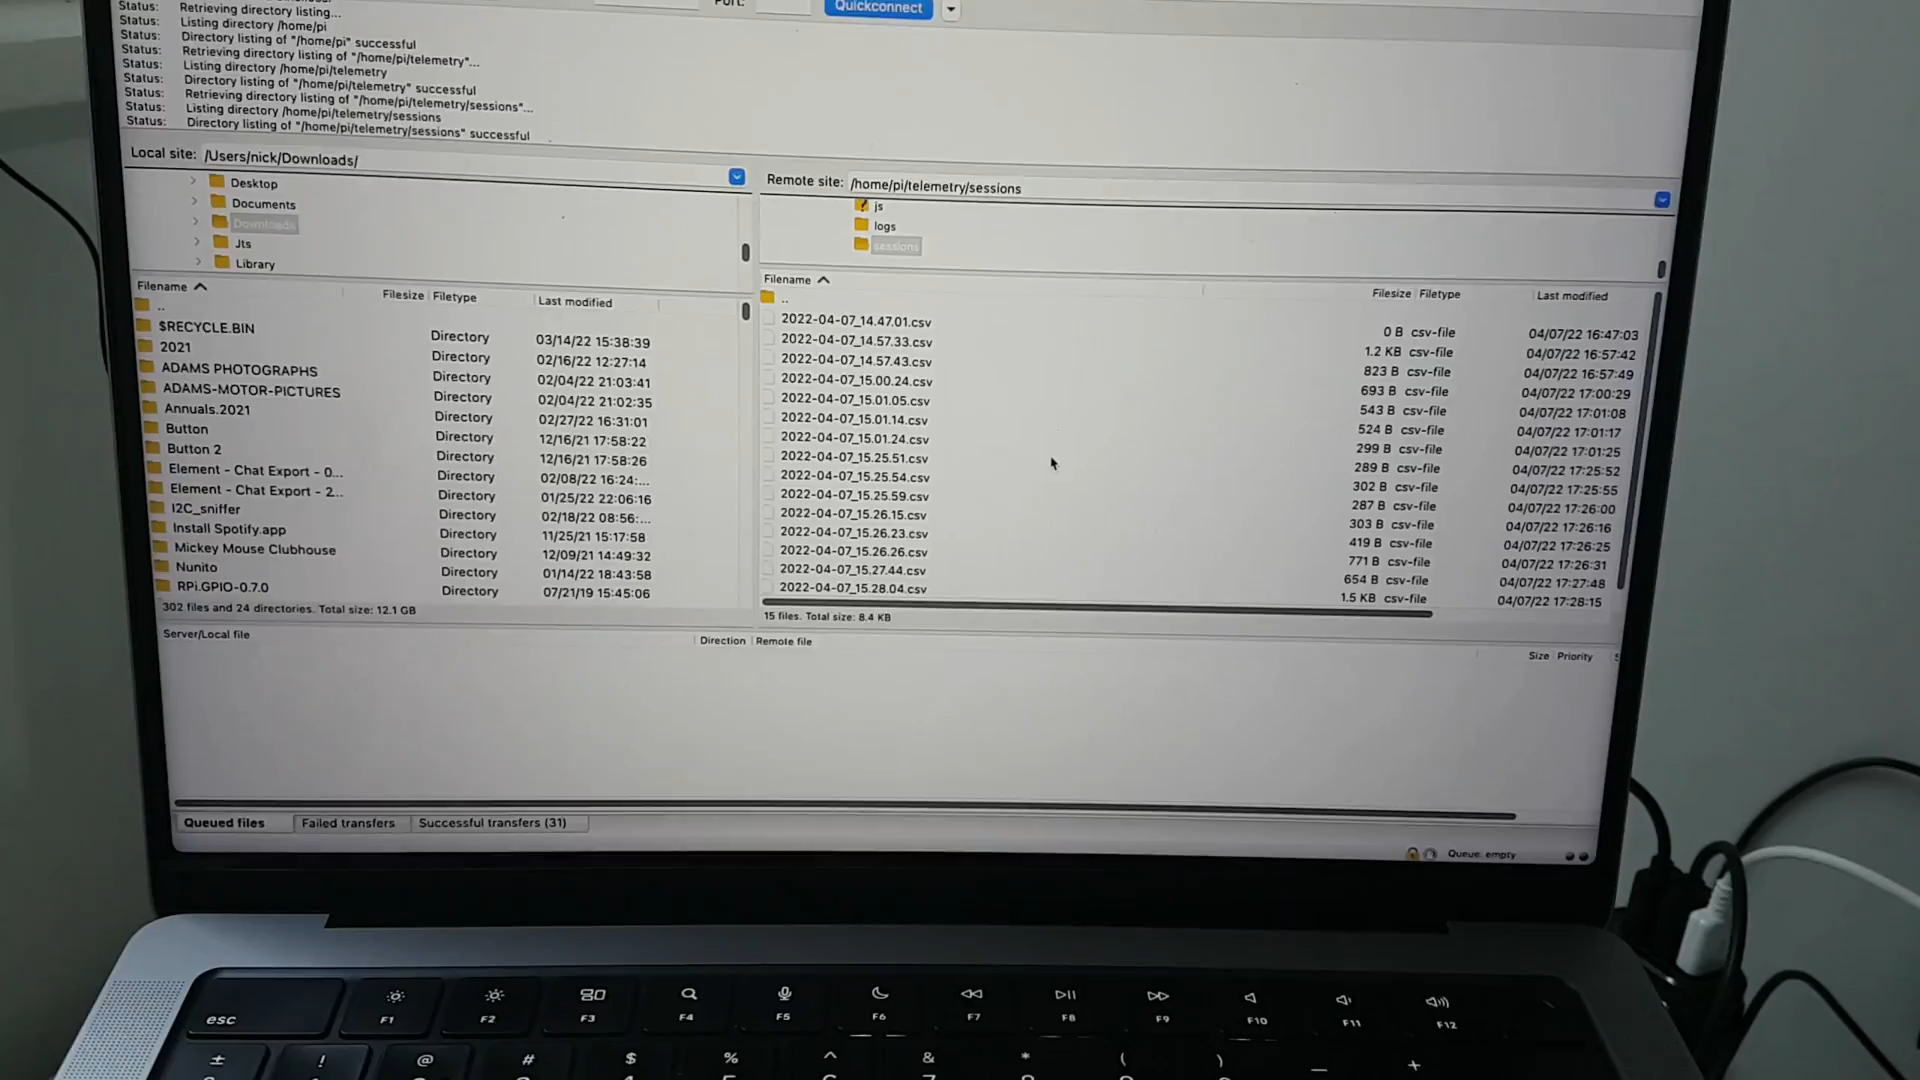 Status: Retrieving directory listing...
Status: Listing directory /home/pi
Status: Directory listing of "/home/pi" successful
Status: Retrieving directory listing of "/home/pi/telemetry"...
Status: Listing directory /home/pi/telemetry
Status: Directory listing of "/home/pi/telemetry" successful
Status: Retrieving directory listing of "/home/pi/telemetry/sessions"...
Status: Listing directory /home/pi/telemetry/sessions
Status: Directory listing of "/home/pi/telemetry/sessions" successful
Port:
Quickconnect
Local site: /Users/nick/Downloads/
Desktop
Documents
Downloads
Jts
Library
Filename Filesize Filetype Last modified
..
$RECYCLE.BIN Directory 03/14/22 15:38:39
2021 Directory 02/16/22 12:27:14
ADAMS PHOTOGRAPHS Directory 02/04/22 21:03:41
ADAMS-MOTOR-PICTURES Directory 02/04/22 21:02:35
Annuals.2021 Directory 02/27/22 16:31:01
Button Directory 12/16/21 17:58:22
Button 2 Directory 12/16/21 17:58:26
Element - Chat Export - 0... Directory 02/08/22 16:24:...
Element - Chat Export - 2... Directory 01/25/22 22:06:16
I2C_sniffer Directory 02/18/22 08:56:...
Install Spotify.app Directory 11/25/21 15:17:58
Mickey Mouse Clubhouse Directory 12/09/21 14:49:32
Nunito Directory 01/14/22 18:43:58
RPi.GPIO-0.7.0 Directory 07/21/19 15:45:06
302 files and 24 directories. Total size: 12.1 GB
Remote site: /home/pi/telemetry/sessions
js
logs
sessions
Filename Filesize Filetype Last modified
..
2022-04-07_14.47.01.csv 0 B csv-file 04/07/22 16:47:03
2022-04-07_14.57.33.csv 1.2 KB csv-file 04/07/22 16:57:42
2022-04-07_14.57.43.csv 823 B csv-file 04/07/22 16:57:49
2022-04-07_15.00.24.csv 693 B csv-file 04/07/22 17:00:29
2022-04-07_15.01.05.csv 543 B csv-file 04/07/22 17:01:08
2022-04-07_15.01.14.csv 524 B csv-file 04/07/22 17:01:17
2022-04-07_15.01.24.csv 299 B csv-file 04/07/22 17:01:25
2022-04-07_15.25.51.csv 289 B csv-file 04/07/22 17:25:52
2022-04-07_15.25.54.csv 302 B csv-file 04/07/22 17:25:55
2022-04-07_15.25.59.csv 287 B csv-file 04/07/22 17:26:00
2022-04-07_15.26.15.csv 303 B csv-file 04/07/22 17:26:16
2022-04-07_15.26.23.csv 419 B csv-file 04/07/22 17:26:25
2022-04-07_15.26.26.csv 771 B csv-file 04/07/22 17:26:31
2022-04-07_15.27.44.csv 654 B csv-file 04/07/22 17:27:48
2022-04-07_15.28.04.csv 1.5 KB csv-file 04/07/22 17:28:15
15 files. Total size: 8.4 KB
Server/Local file Direction Remote file Size Priority
Queued files Failed transfers Successful transfers (31)
Queue: empty
esc F1 F2 F3 F4 F5 F6 F7 F8 F9 F10 F11 F12
± ! @ # $ % ^ & * ( ) _ +